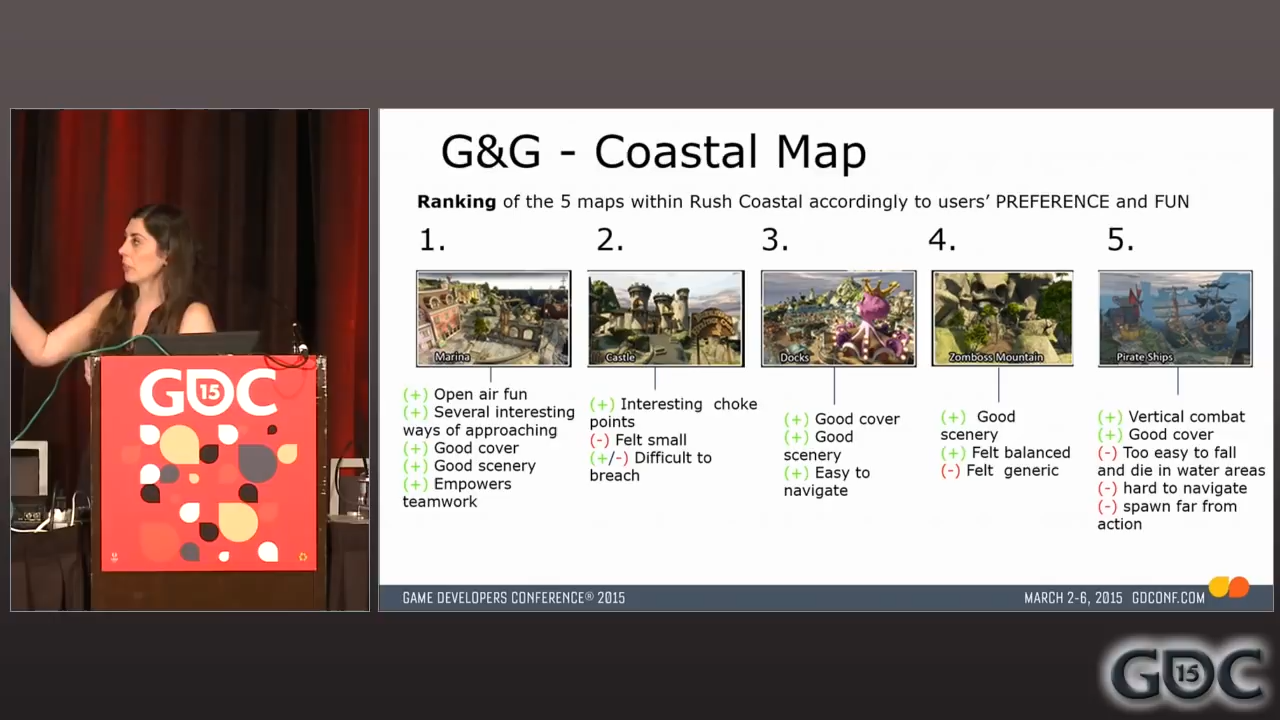 G&G - Coastal Map
Ranking of the 5 maps within Rush Coastal accordingly to users’ PREFERENCE and FUN
1.
2.
3.
4.
5.
Marina
Castle
Docks
Zomboss Mountain
Pirate Ships
(+) Open air fun
(+) Several interesting
ways of approaching
(+) Good cover
(+) Good scenery
(+) Empowers
teamwork
(+) Interesting choke
points
(-) Felt small
(+/-) Difficult to
breach
(+) Good cover
(+) Good
scenery
(+) Easy to
navigate
(+) Good
scenery
(+) Felt balanced
(-) Felt generic
(+) Vertical combat
(+) Good cover
(-) Too easy to fall
and die in water areas
(-) hard to navigate
(-) spawn far from
action
GDC 15
GAME DEVELOPERS CONFERENCE® 2015
MARCH 2-6, 2015 GDCONF.COM
GDC 15